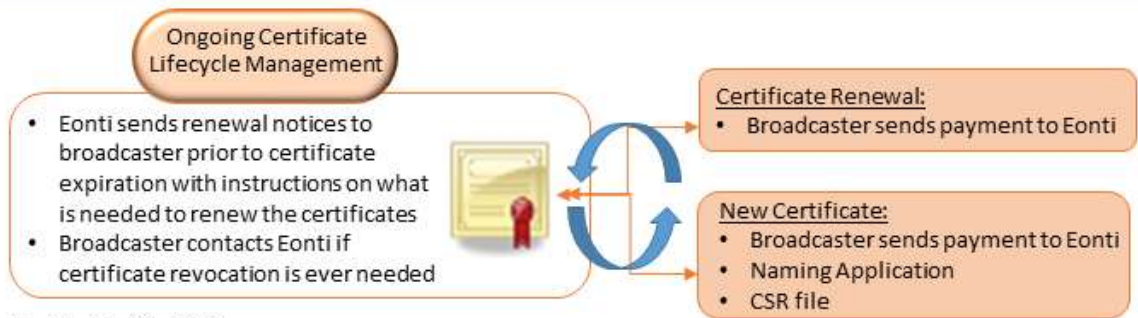 Ongoing Certificate
Lifecycle Management
• Eonti sends renewal notices to
broadcaster prior to certificate
expiration with instructions on what
is needed to renew the certificates
• Broadcaster contacts Eonti if
certificate revocation is ever needed
Certificate Renewal:
• Broadcaster sends payment to Eonti
New Certificate:
• Broadcaster sends payment to Eonti
• Naming Application
• CSR file